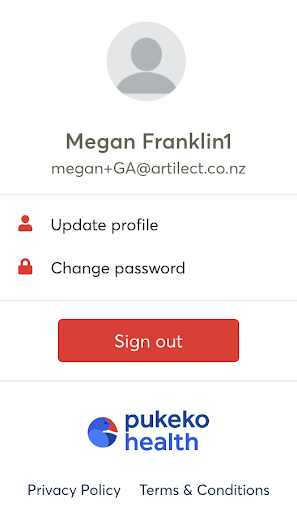 Megan Franklin1
megan+GA@artilect.co.nz
Update profile
Change password
Sign out
pukeko
health
Privacy Policy Terms & Conditions